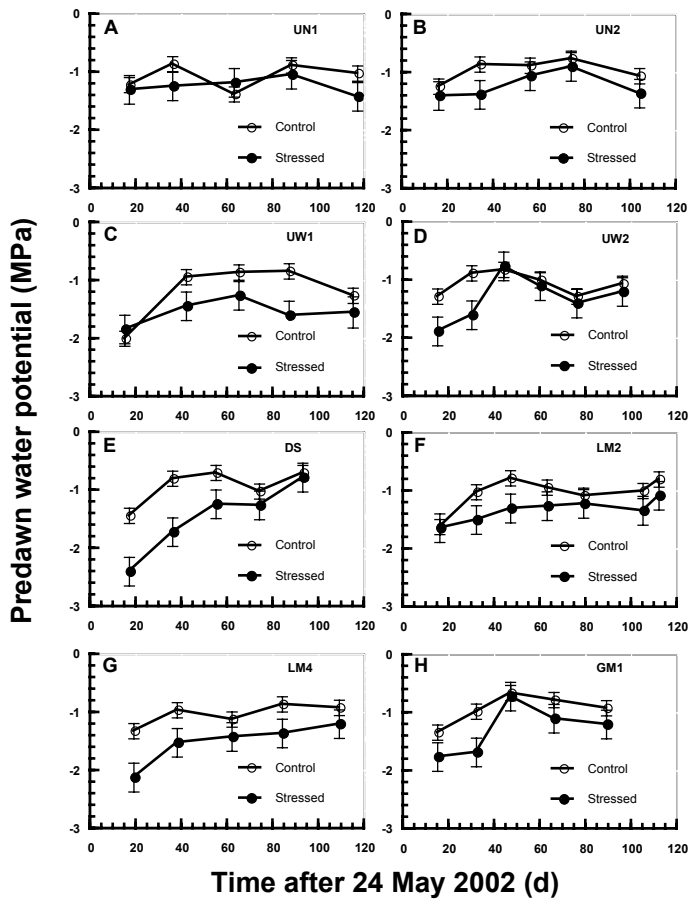 0
A
UN1
-1
Control
-2
Stressed
-3
0 20 40 60 80 100 120
0
B
UN2
-1
Control
-2
Stressed
-3
0 20 40 60 80 100 120
0
C
UW1
-1
-2
Control
Stressed
-3
0 20 40 60 80 100 120
0
D
UW2
-1
-2
Control
Stressed
-3
0 20 40 60 80 100 120
0
E
DS
-1
Control
-2
Stressed
-3
0 20 40 60 80 100 120
0
F
LM2
-1
Control
-2
Stressed
-3
0 20 40 60 80 100 120
0
G
LM4
-1
Control
-2
Stressed
-3
0 20 40 60 80 100 120
0
H
GM1
-1
Control
-2
Stressed
-3
0 20 40 60 80 100 120
Predawn water potential (MPa)
Time after 24 May 2002 (d)